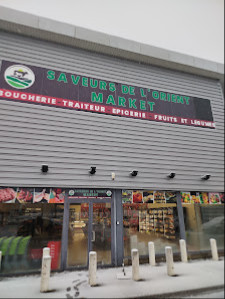 SAVEURS DE L'ORIENT
MARKET
BOUCHERIE TRAITEUR EPICERIE FRUITS ET LEGUMES